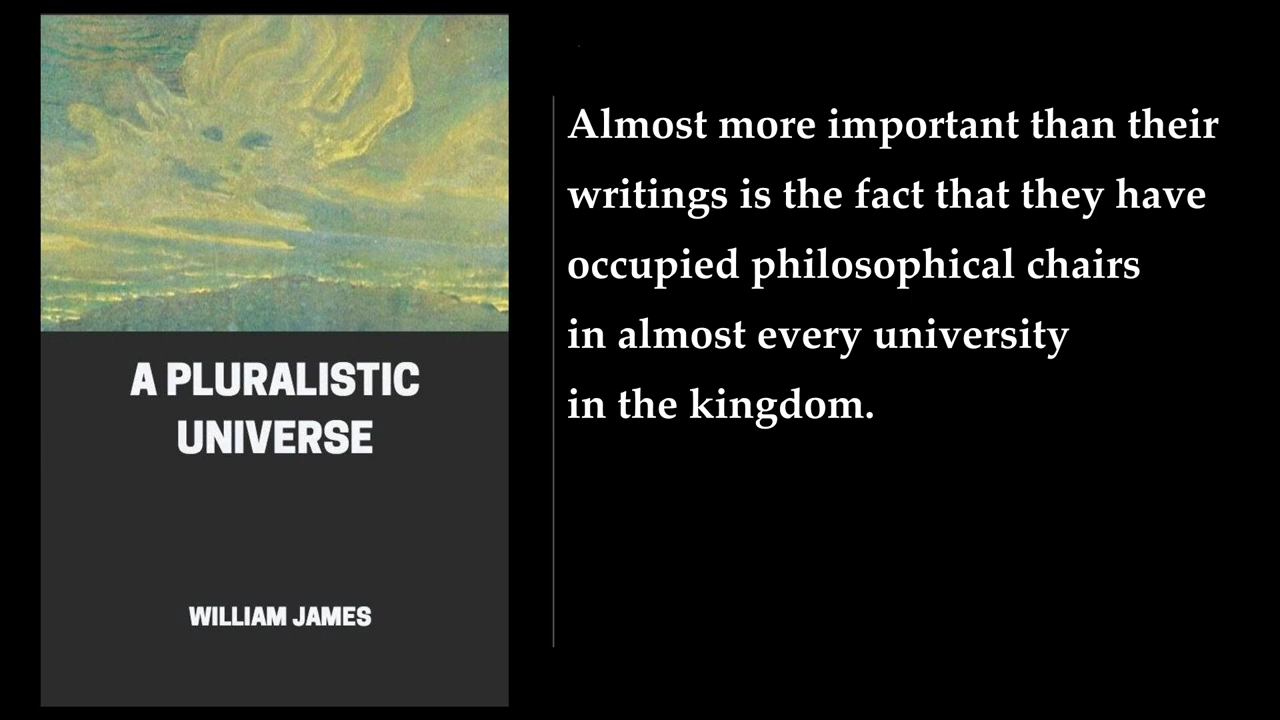 A PLURALISTIC
UNIVERSE
WILLIAM JAMES
Almost more important than their
writings is the fact that they have
occupied philosophical chairs
in almost every university
in the kingdom.